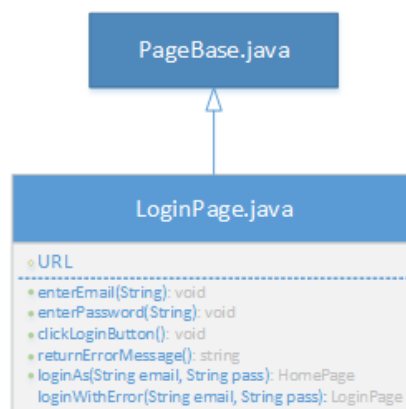 PageBase.java
LoginPage.java
URL
enterEmail(String): void
enterPassword(String): void
clickLoginButton(): void
returnErrorMessage(): string
loginAs(String email, String pass): HomePage
loginWithError(String email, String pass): LoginPage